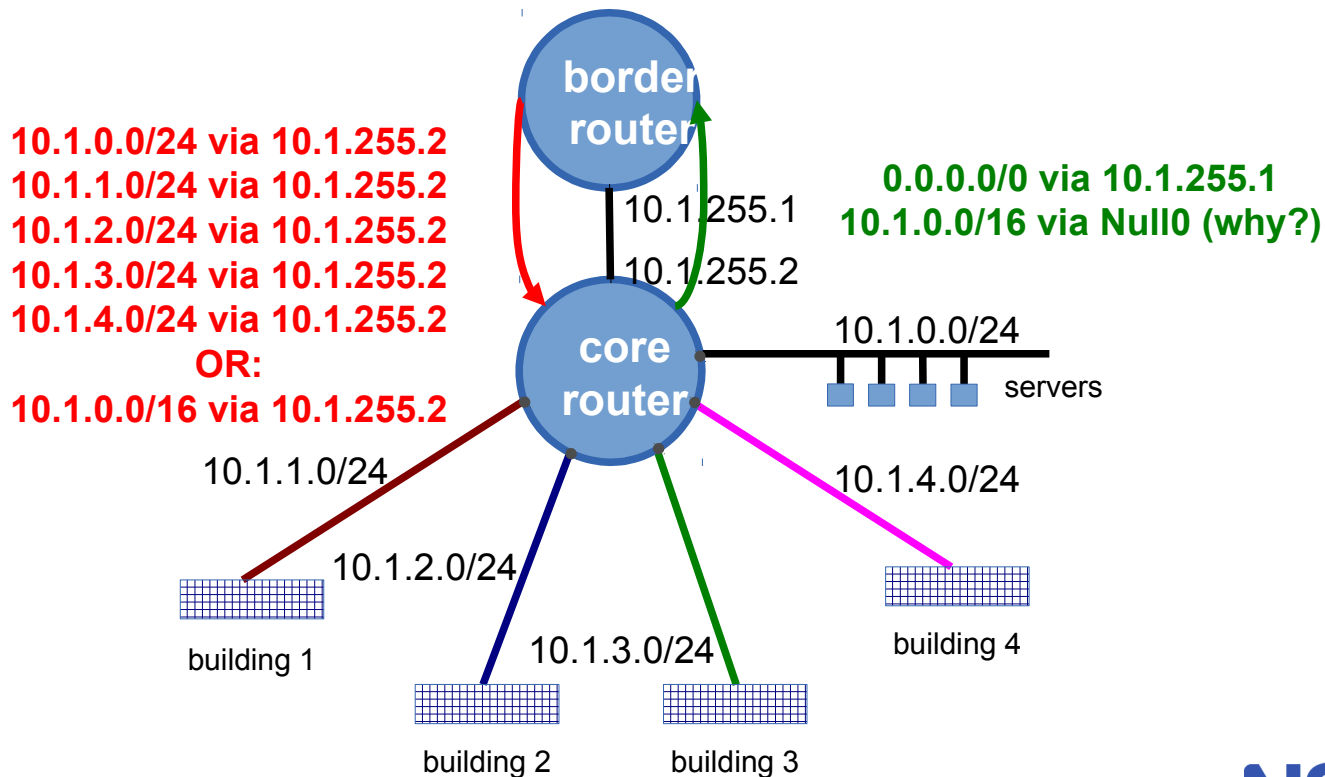 border
router
10.1.0.0/24 via 10.1.255.2
10.1.1.0/24 via 10.1.255.2
10.1.2.0/24 via 10.1.255.2
10.1.3.0/24 via 10.1.255.2
10.1.4.0/24 via 10.1.255.2
OR:
10.1.0.0/16 via 10.1.255.2
10.1.255.1
10.1.255.2
0.0.0.0/0 via 10.1.255.1
10.1.0.0/16 via Null0 (why?)
core
router
10.1.0.0/24
servers
10.1.1.0/24
10.1.2.0/24
10.1.3.0/24
10.1.4.0/24
building 1
building 2
building 3
building 4